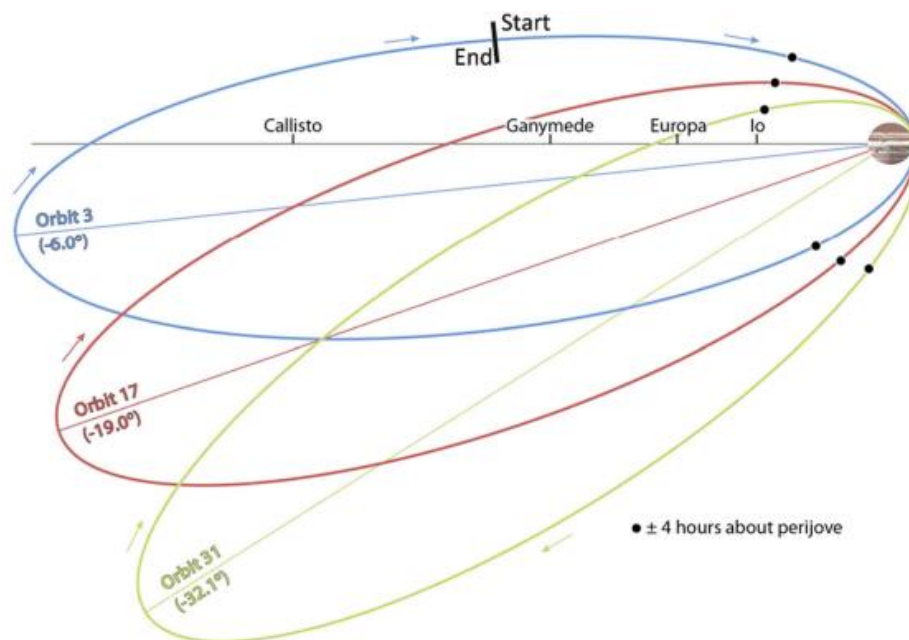 Start
End
Callisto
Ganymede
Europa
Io
Orbit 3
(-6.0°)
Orbit 17
(-19.0°)
Orbit 31
(-32.1°)
● ± 4 hours about perijove